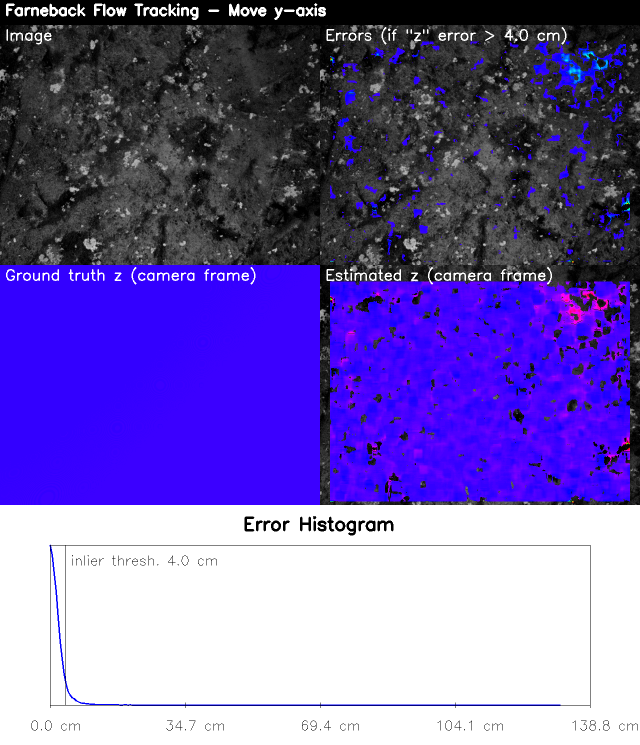 Farneback Flow Tracking - Move y-axis
Image
Errors (if "z" error > 4.0 cm)
Ground truth z (camera frame)
Estimated z (camera frame)
Error Histogram
inlier thresh. 4.0 cm
0.0 cm 34.7 cm 69.4 cm 104.1 cm 138.8 cm